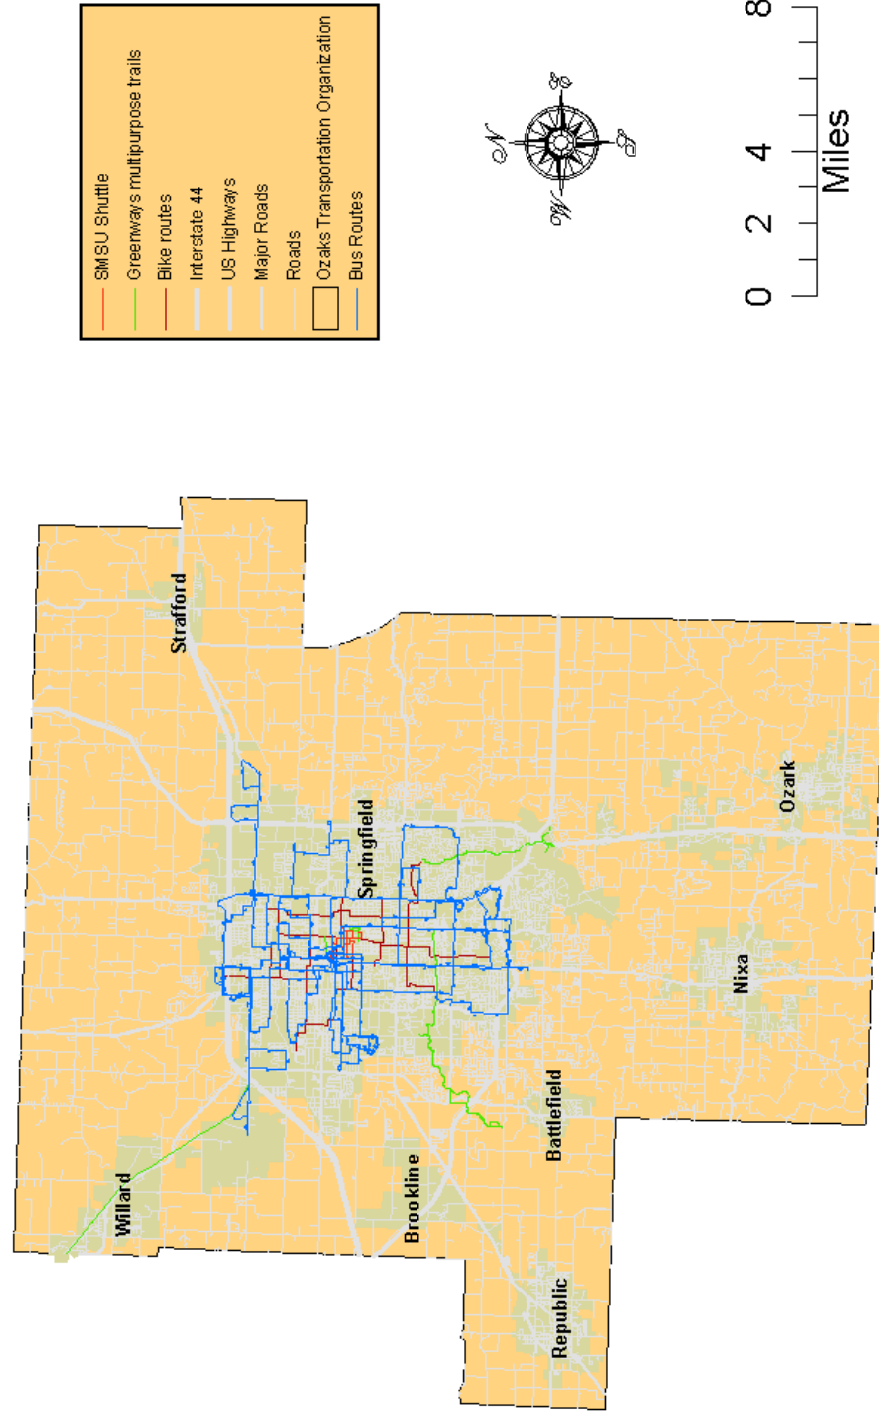 SMSU Shuttle
Greenways multipurpose trails
Bike routes
Interstate 44
US Highways
Major Roads
Roads
Ozaks Transportation Organization
Bus Routes
Strafford
Willard
Springfield
Brookline
Battlefield
Republic
Nixa
Ozark
N
W
E
S
0 2 4 8
Miles